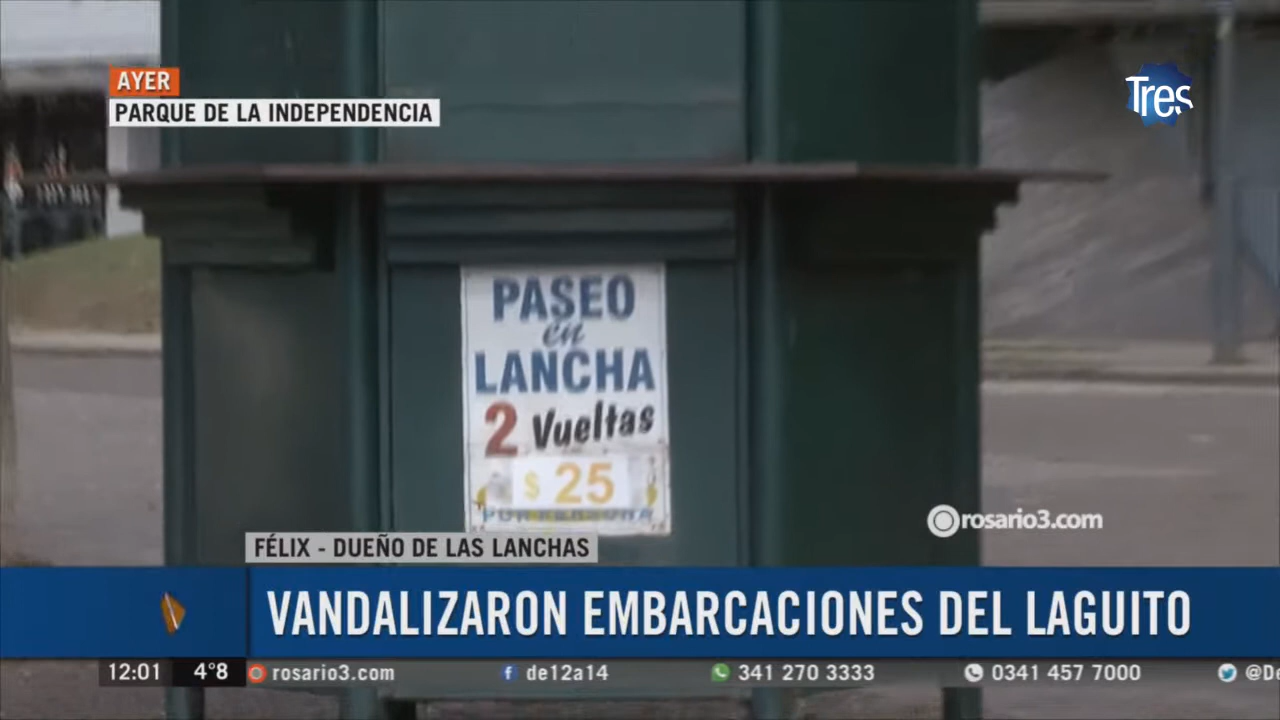 AYER
PARQUE DE LA INDEPENDENCIA
Tres
PASEO
en
LANCHA
2 Vueltas
$ 25
rosario3.com
FÉLIX - DUEÑO DE LAS LANCHAS
VANDALIZARON EMBARCACIONES DEL LAGUITO
12:01 4°8 rosario3.com de12a14 341 270 3333 0341 457 7000